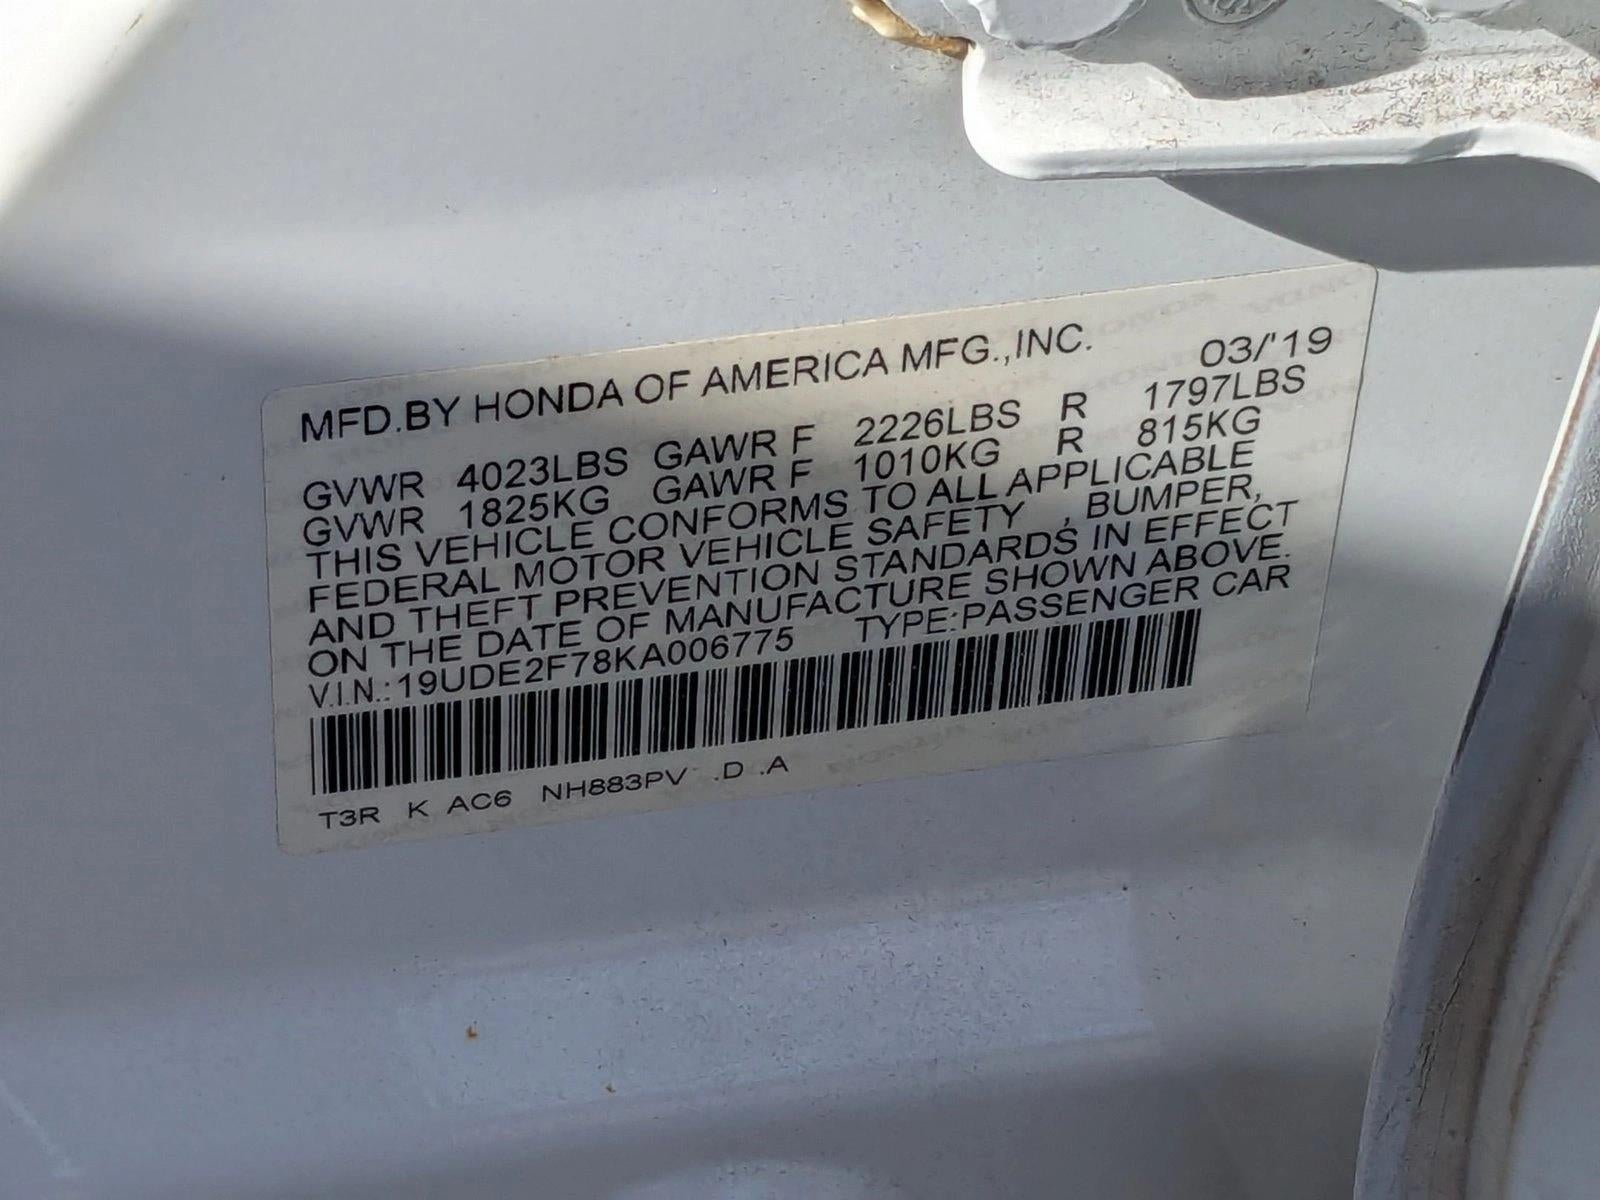 MFD.BY HONDA OF AMERICA MFG.,INC. 03/'19
GVWR 4023LBS GAWR F 2226LBS R 1797LBS
GVWR 1825KG GAWR F 1010KG R 815KG
THIS VEHICLE CONFORMS TO ALL APPLICABLE
FEDERAL MOTOR VEHICLE SAFETY , BUMPER,
AND THEFT PREVENTION STANDARDS IN EFFECT
ON THE DATE OF MANUFACTURE SHOWN ABOVE.
V.I.N.:19UDE2F78KA006775 TYPE:PASSENGER CAR
T3R K AC6 NH883PV .D .A